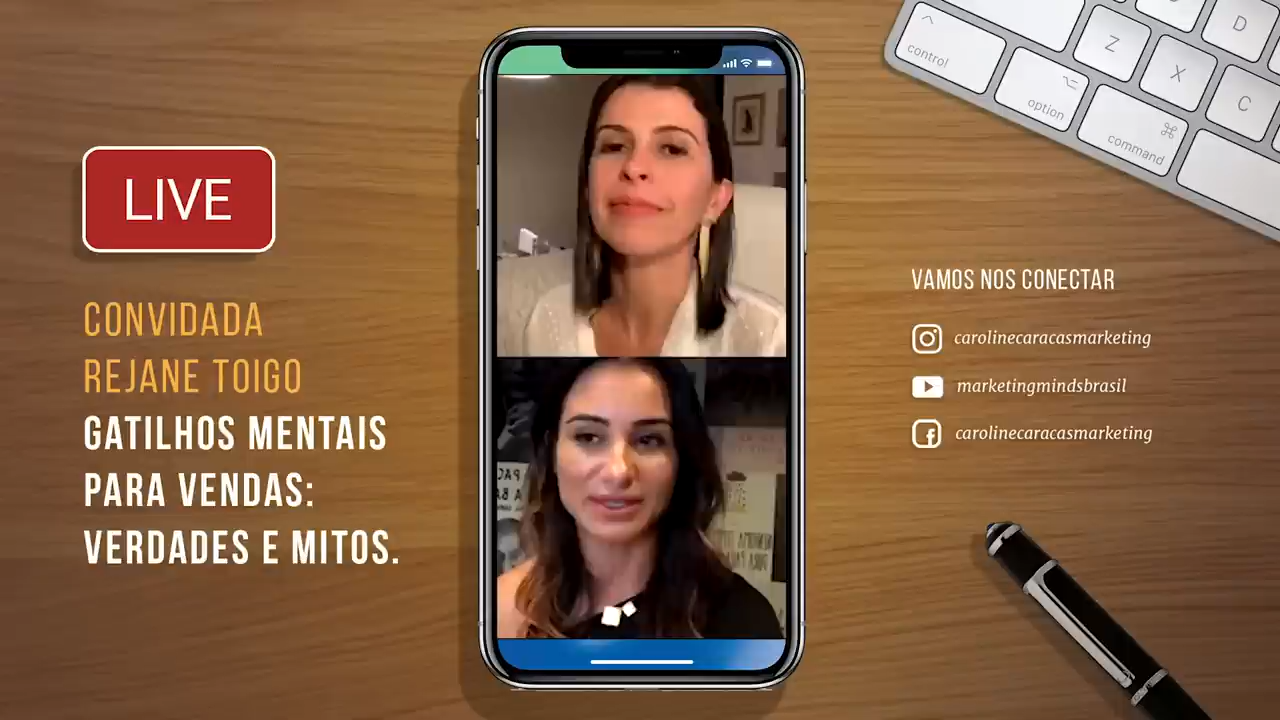 LIVE
CONVIDADA
REJANE TOIGO
GATILHOS MENTAIS
PARA VENDAS:
VERDADES E MITOS.
VAMOS NOS CONECTAR
carolinecaracasmarketing
marketingmindsbrasil
carolinecaracasmarketing
control
option
command
Z
X
C
D